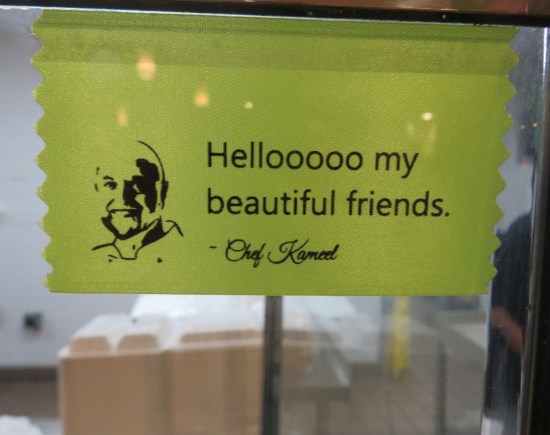 Hellooooo my
beautiful friends.
- Chef Kameel